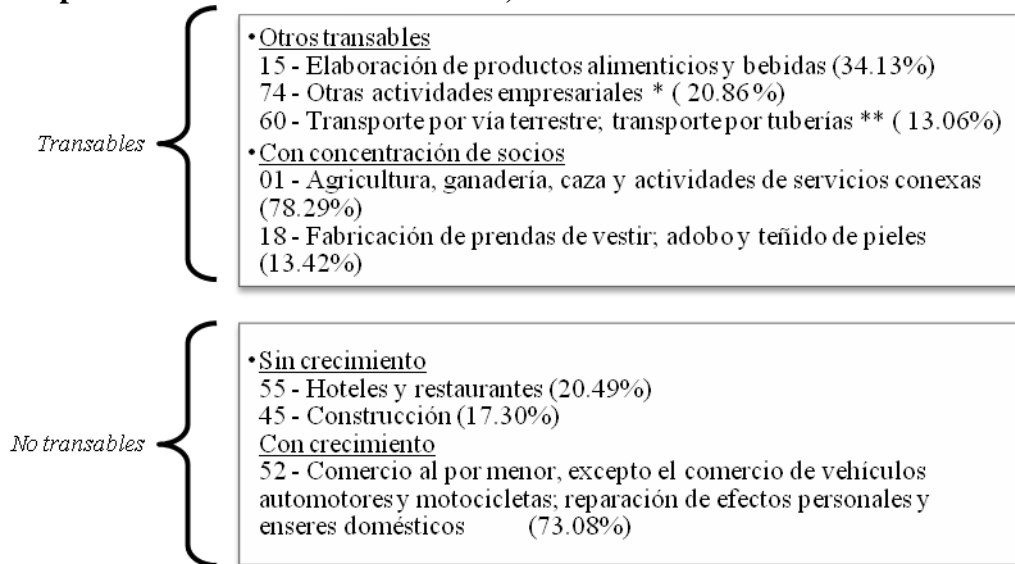 Transables
•Otros transables
15 - Elaboración de productos alimenticios y bebidas (34.13%)
74 - Otras actividades empresariales * ( 20.86%)
60 - Transporte por vía terrestre; transporte por tuberías ** ( 13.06%)
•Con concentración de socios
01 - Agricultura, ganadería, caza y actividades de servicios conexas
(78.29%)
18 - Fabricación de prendas de vestir; adobo y teñido de pieles
(13.42%)
No transables
•Sin crecimiento
55 - Hoteles y restaurantes (20.49%)
45 - Construcción (17.30%)
Con crecimiento
52 - Comercio al por menor, excepto el comercio de vehículos
automotores y motocicletas; reparación de efectos personales y
enseres domésticos (73.08%)